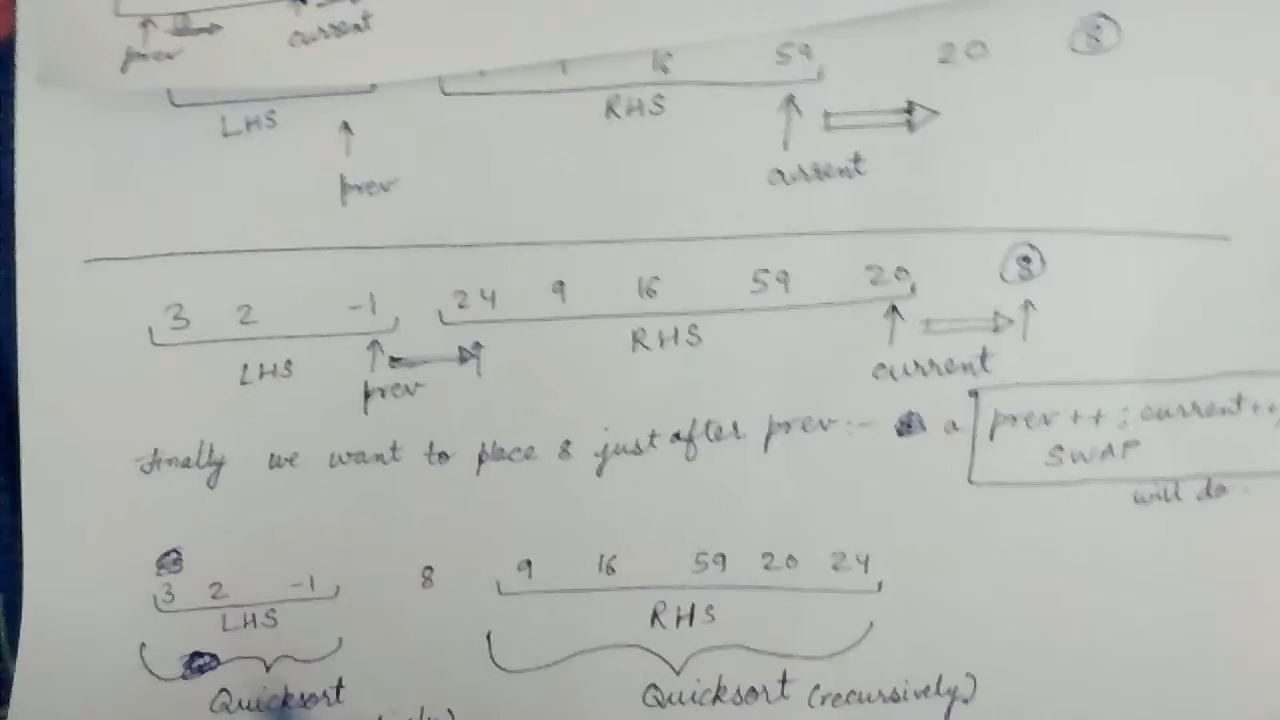 prev current
16 59 20 8
LHS RHS
prev current
3 2 -1 24 9 16 59 20 8
LHS RHS
prev current
Finally we want to place 8 just after prev:- a prev++; current++;
SWAP
will do.
3 2 -1 8 9 16 59 20 24
LHS RHS
Quicksort Quicksort (recursively)